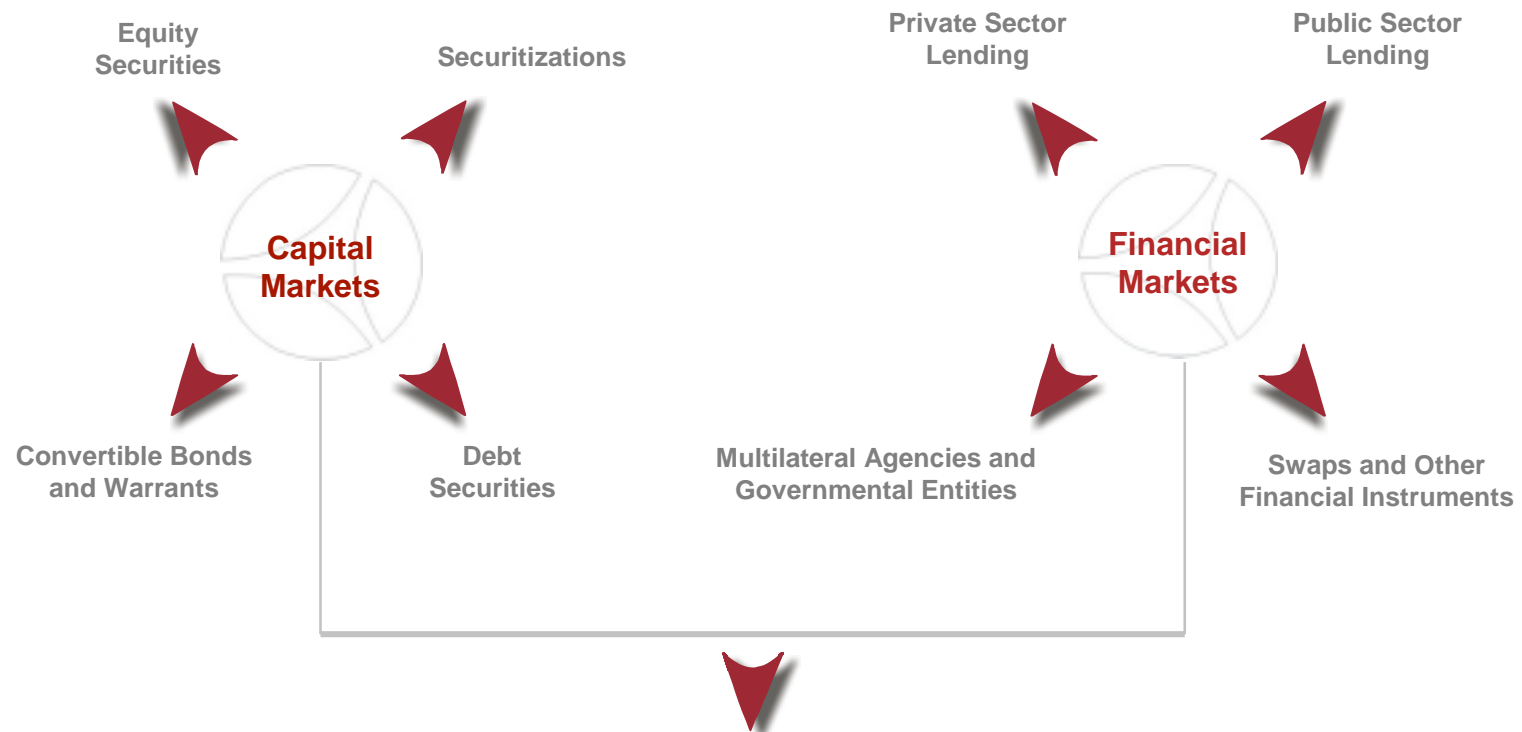 Equity
Securities
Securitizations
Private Sector
Lending
Public Sector
Lending
Capital
Markets
Financial
Markets
Convertible Bonds
and Warrants
Debt
Securities
Multilateral Agencies and
Governmental Entities
Swaps and Other
Financial Instruments